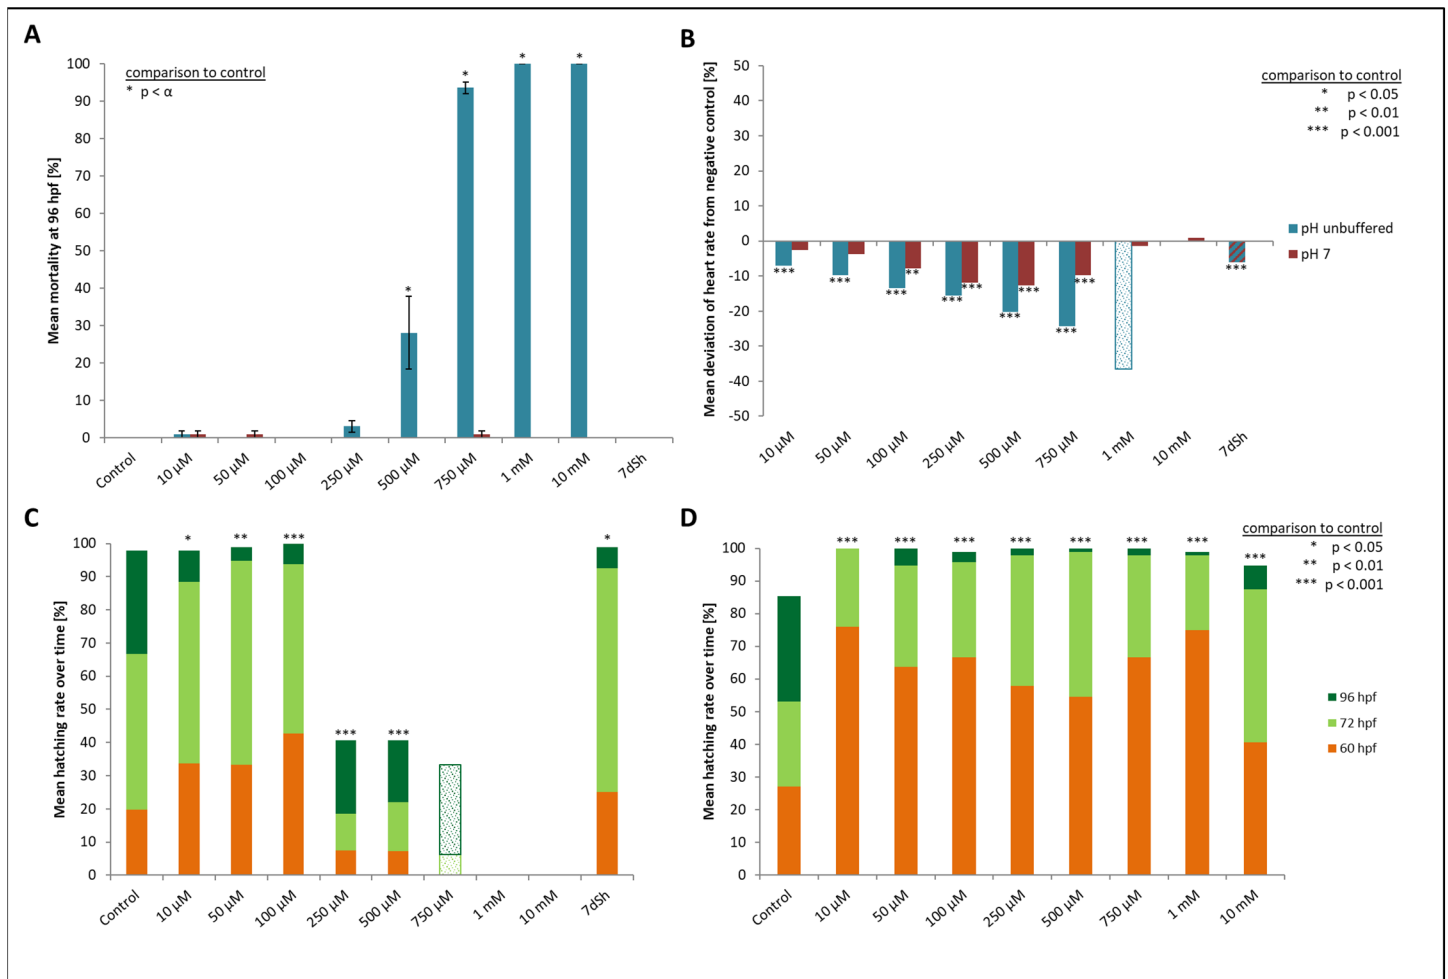 A
comparison to control
* p < α
Mean mortality at 96 hpf [%]
100
90
80
70
60
50
40
30
20
10
0
*
*
*
*
Control
10 µM
50 µM
100 µM
250 µM
500 µM
750 µM
1 mM
10 mM
7dSh
B
comparison to control
* p < 0.05
** p < 0.01
*** p < 0.001
Mean deviation of heart rate from negative control [%]
50
40
30
20
10
0
-10
-20
-30
-40
-50
***
***
***
**
***
***
***
***
***
***
***
pH unbuffered
pH 7
10 µM
50 µM
100 µM
250 µM
500 µM
750 µM
1 mM
10 mM
7dSh
C
Mean hatching rate over time [%]
100
90
80
70
60
50
40
30
20
10
0
*
**
***
***
***
*
Control
10 µM
50 µM
100 µM
250 µM
500 µM
750 µM
1 mM
10 mM
7dSh
D
comparison to control
* p < 0.05
** p < 0.01
*** p < 0.001
Mean hatching rate over time [%]
100
90
80
70
60
50
40
30
20
10
0
***
***
***
***
***
***
***
***
96 hpf
72 hpf
60 hpf
Control
10 µM
50 µM
100 µM
250 µM
500 µM
750 µM
1 mM
10 mM